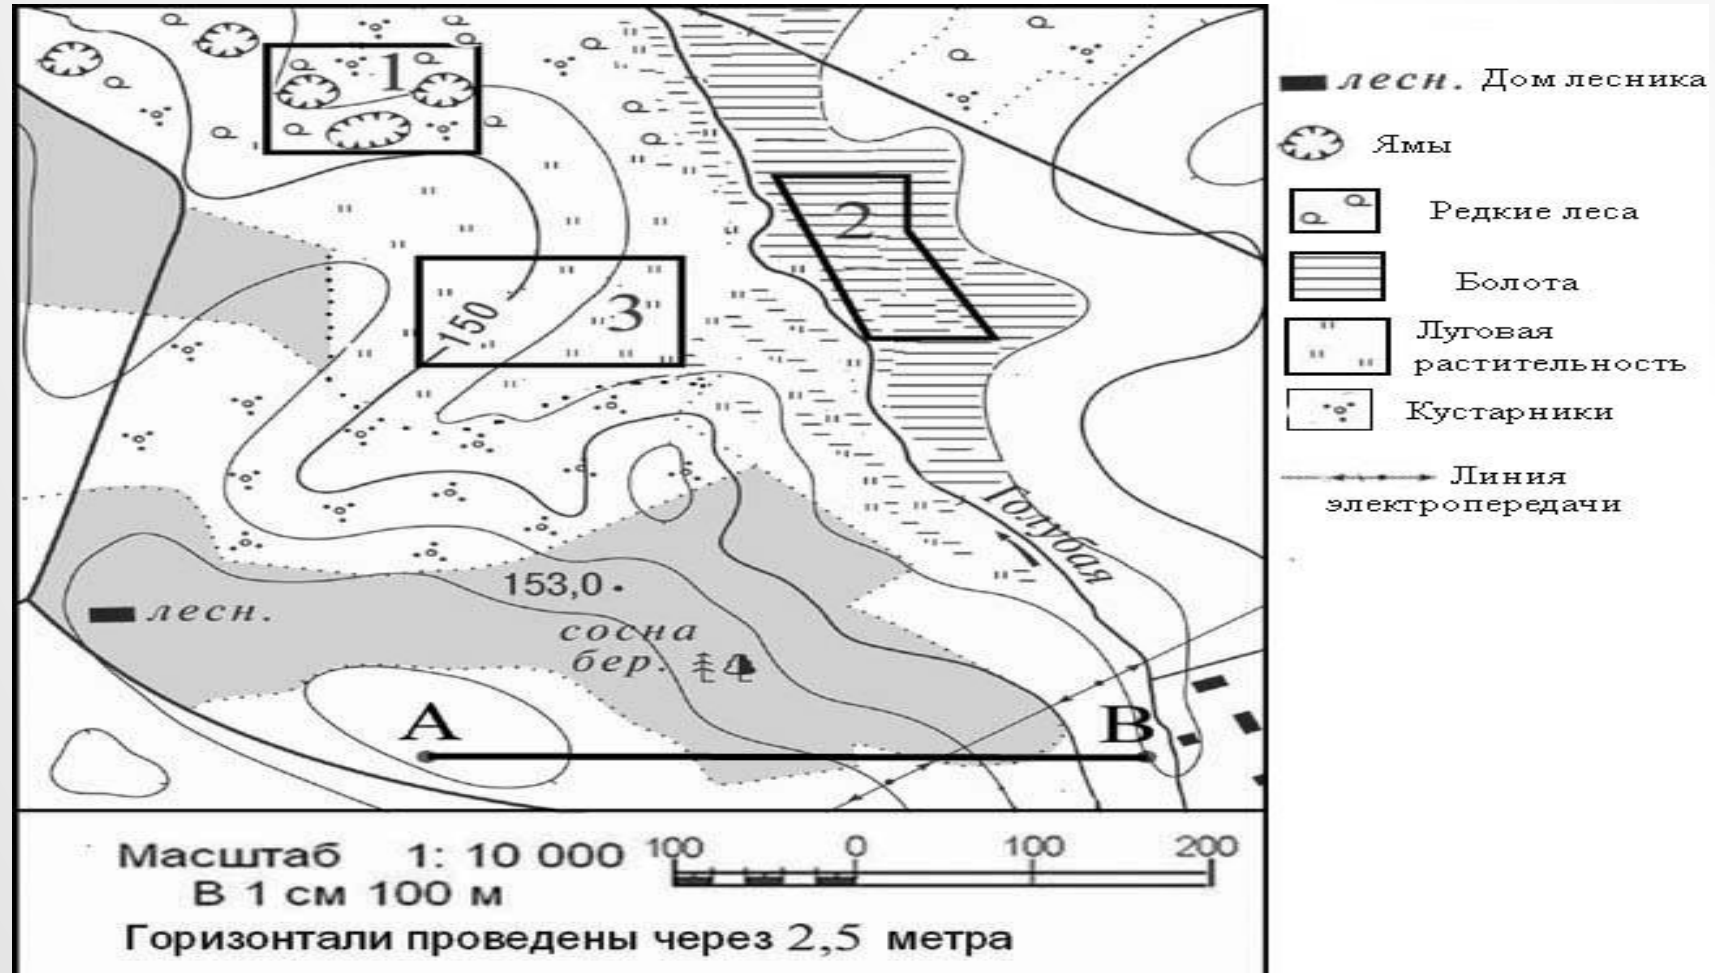 1
2
3
150
Голубая
153,0
лесн.
сосна
бер.
А
В
Масштаб 1: 10 000
В 1 см 100 м
100 0 100 200
Горизонтали проведены через 2,5 метра
лесн. Дом лесника
Ямы
Редкие леса
Болота
Луговая
растительность
Кустарники
Линия
электропередачи